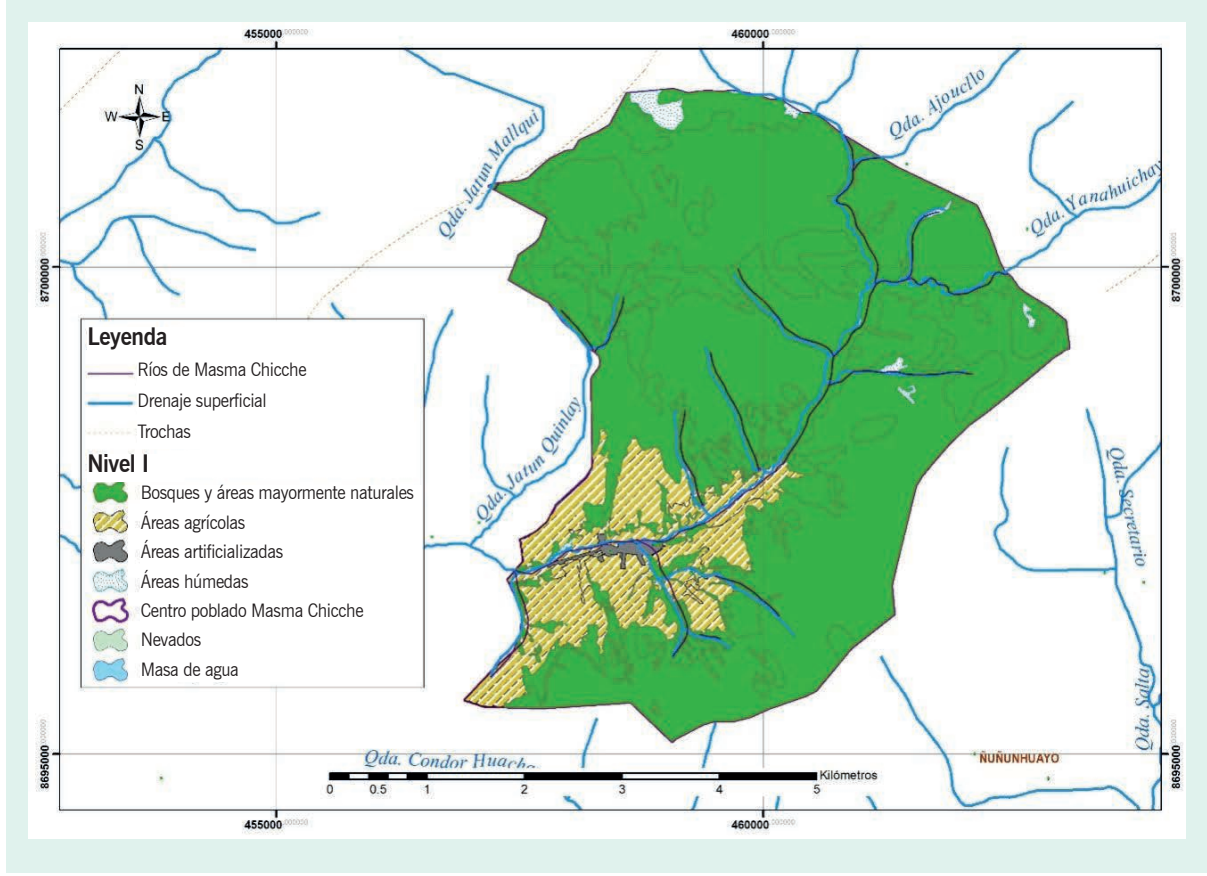 455000
460000
N
W E
S
Qda. Ajoucllo
Qda. Jatun Mallqui
Qda. Yanahuichay
8700000
8700000
Leyenda
Ríos de Masma Chicche
Drenaje superficial
Trochas
Nivel I
Bosques y áreas mayormente naturales
Áreas agrícolas
Áreas artificializadas
Áreas húmedas
Centro poblado Masma Chicche
Nevados
Masa de agua
Qda. Jatun Quinlay
Qda. Secretario
Qda. Salta
8695000
8695000
Qda. Condor Huacho
ÑUÑUNHUAYO
Kilómetros
0 0.5 1 2 3 4 5
455000
460000